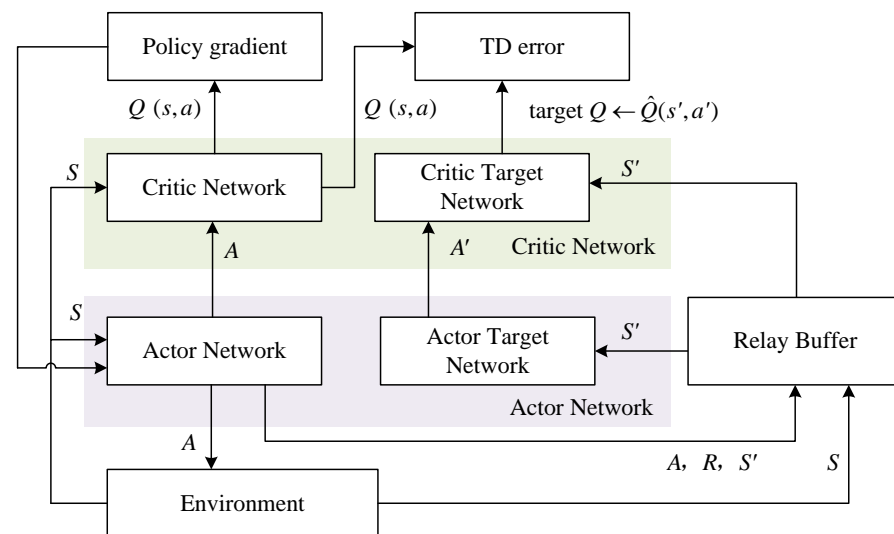 Policy gradient
TD error
Q (s,a)
Q (s,a)
target Q ← Q̂(s′,a′)
S
Critic Network
Critic Target
Network
S′
A
A′
Critic Network
S
Actor Network
Actor Target
Network
S′
Relay Buffer
Actor Network
A
A, R, S′
S
Environment